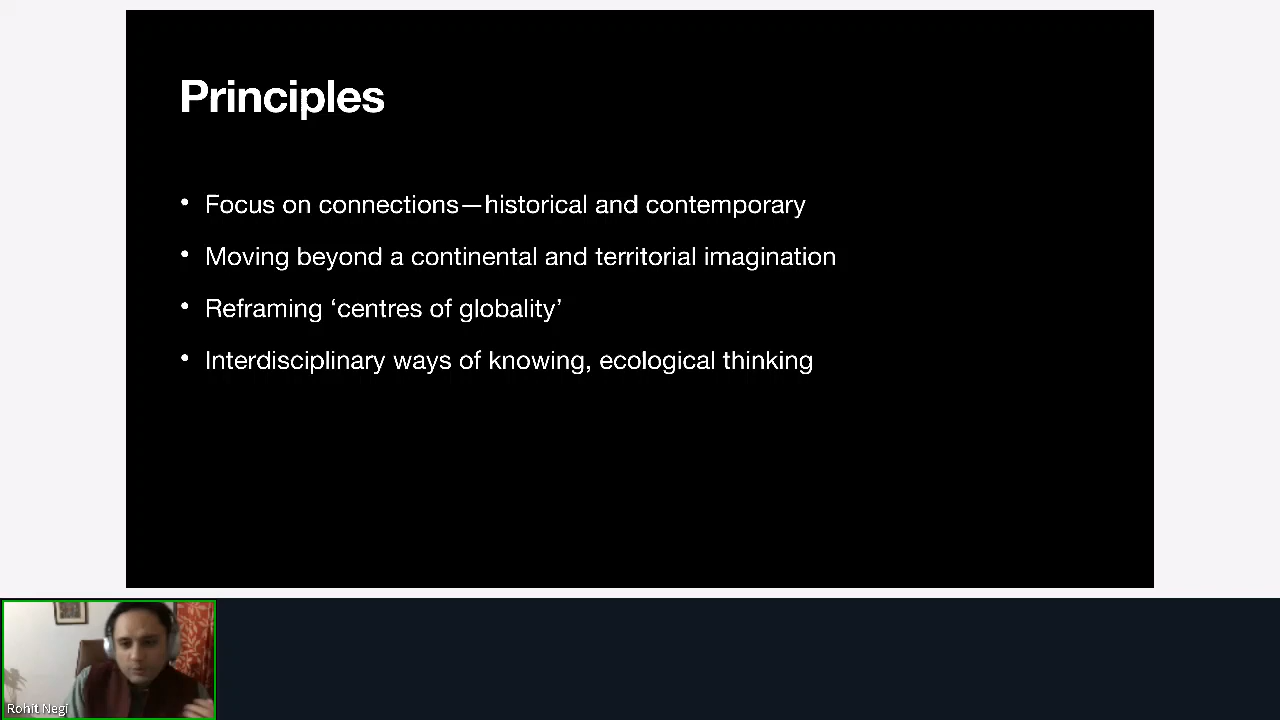 Principles
• Focus on connections—historical and contemporary
• Moving beyond a continental and territorial imagination
• Reframing ‘centres of globality’
• Interdisciplinary ways of knowing, ecological thinking
Rohit Negi